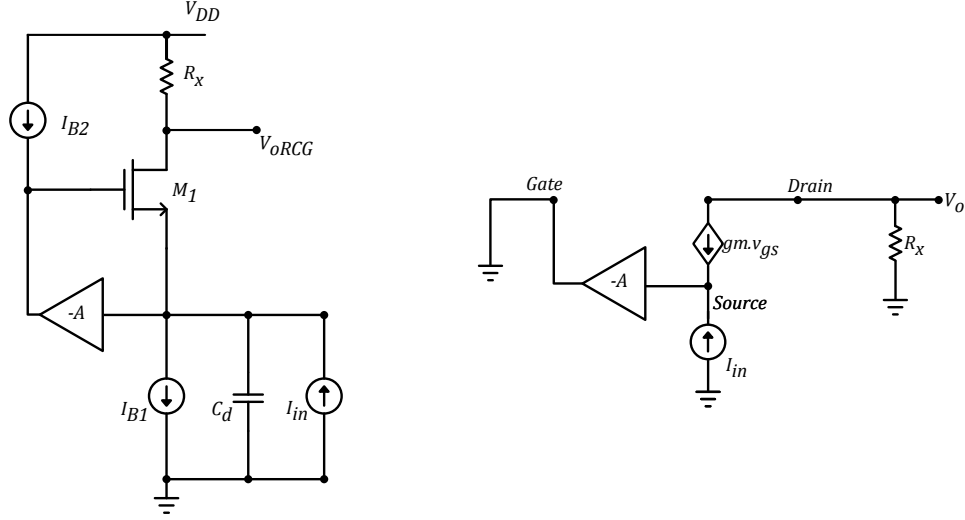 V_DD
R_x
I_B2
V_oRCG
M_1
-A
I_B1
C_d
I_in
Gate
Drain
V_o
gm.v_gs
R_x
-A
Source
I_in